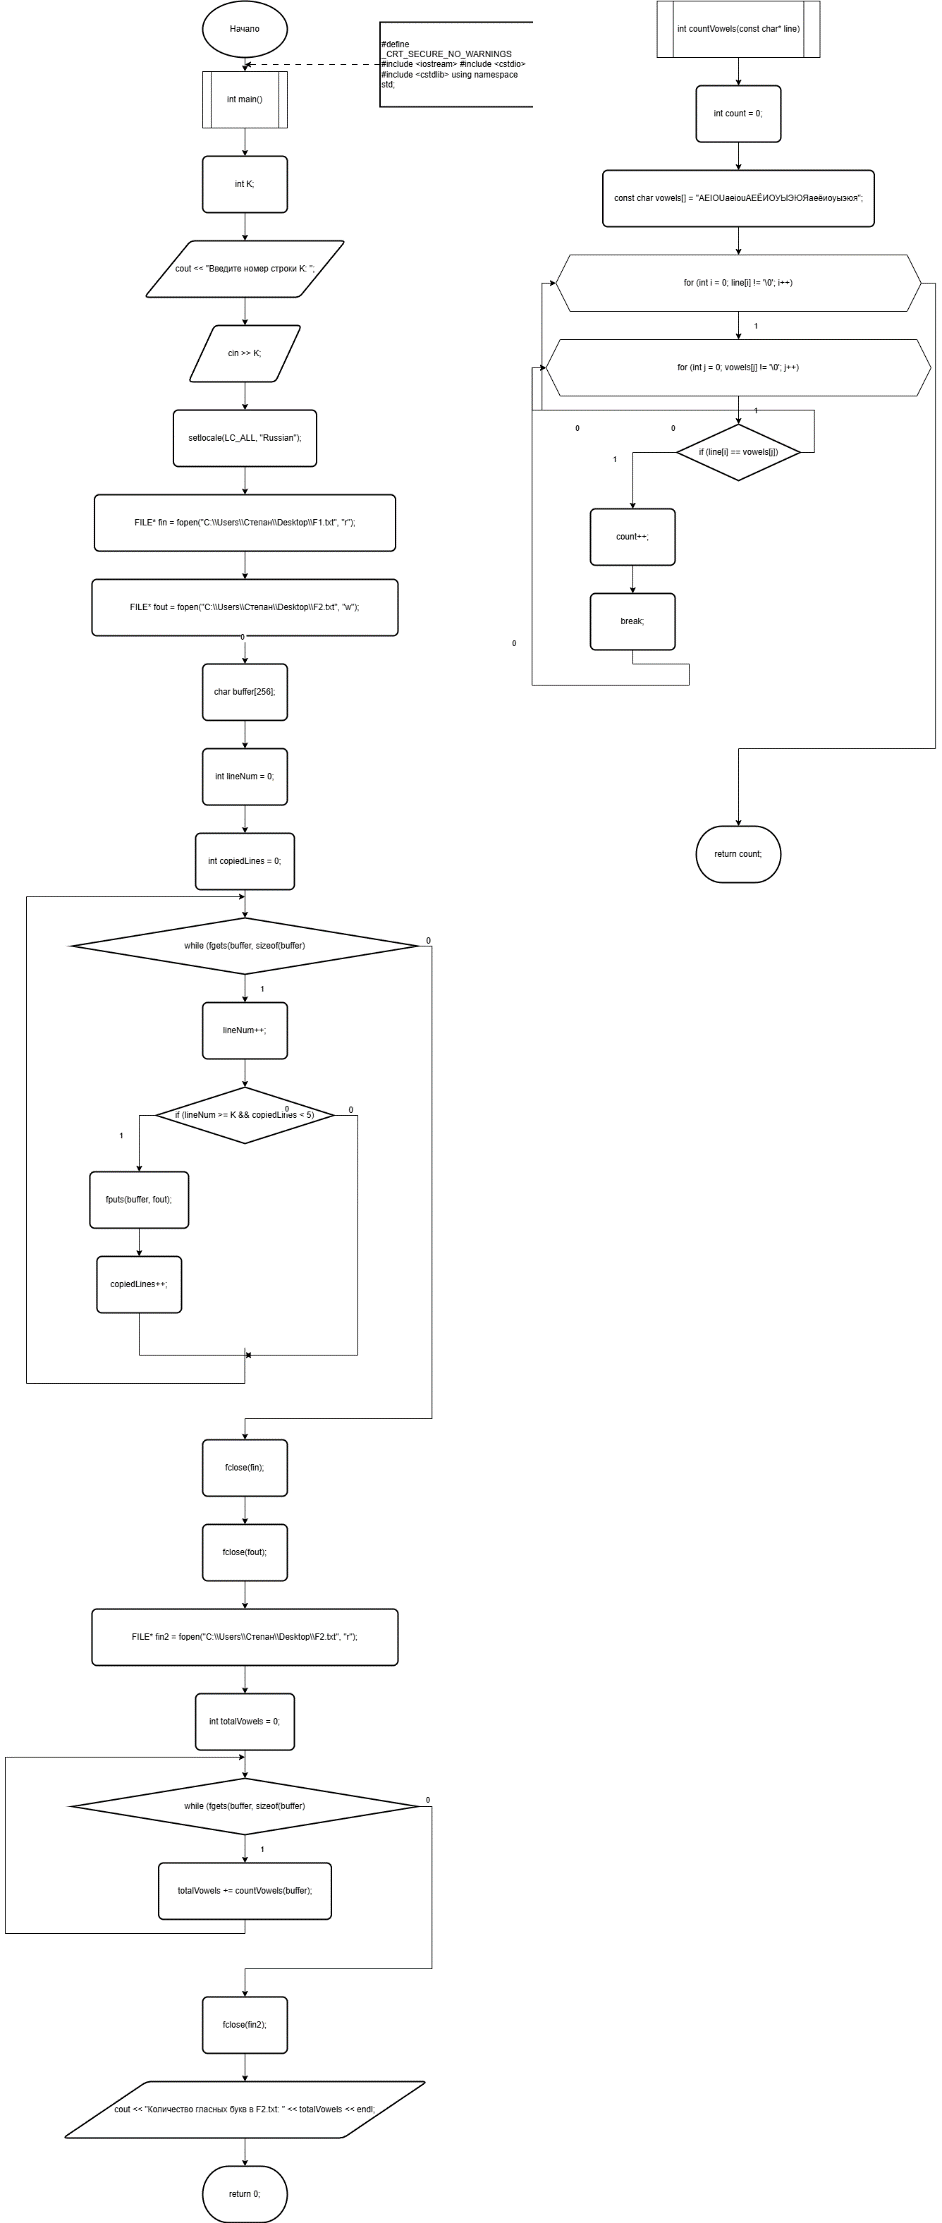 Начало
#define
_CRT_SECURE_NO_WARNINGS
#include <iostream> #include <cstdio>
#include <cstdlib> using namespace
std;
int main()
int K;
cout << "Введите номер строки K: ";
cin >> K;
setlocale(LC_ALL, "Russian");
FILE* fin = fopen("C:\\Users\\Степан\\Desktop\\F1.txt", "r");
FILE* fout = fopen("C:\\Users\\Степан\\Desktop\\F2.txt", "w");
0
char buffer[256];
int lineNum = 0;
int copiedLines = 0;
while (fgets(buffer, sizeof(buffer)
0
1
lineNum++;
if (lineNum >= K && copiedLines < 5)
0
0
1
fputs(buffer, fout);
copiedLines++;
fclose(fin);
fclose(fout);
FILE* fin2 = fopen("C:\\Users\\Степан\\Desktop\\F2.txt", "r");
int totalVowels = 0;
while (fgets(buffer, sizeof(buffer)
0
1
totalVowels += countVowels(buffer);
fclose(fin2);
cout << "Количество гласных букв в F2.txt: " << totalVowels << endl;
return 0;
int countVowels(const char* line)
int count = 0;
const char vowels[] = "AEIOUaeiouАЕЁИОУЫЭЮЯаеёиоуыэюя";
for (int i = 0; line[i] != '\0'; i++)
1
for (int j = 0; vowels[j] != '\0'; j++)
1
0
0
if (line[i] == vowels[j])
1
count++;
break;
0
return count;